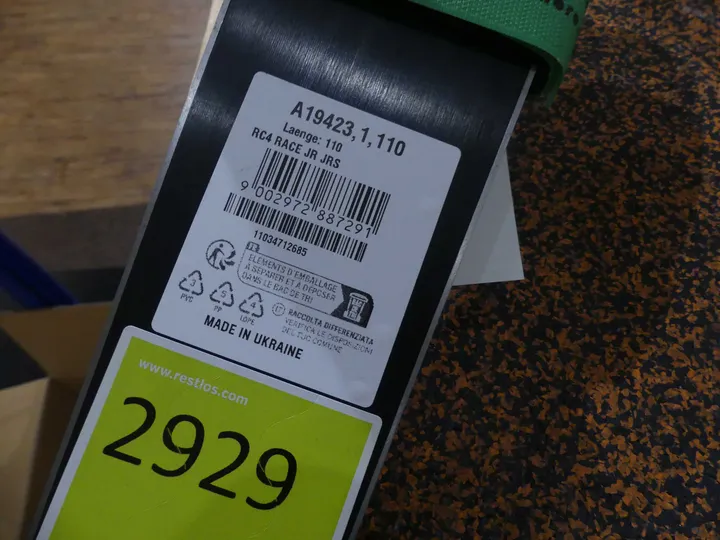 A19423,1,110
Laenge: 110
RC4 RACE JR JRS
9 002972 887291
11034712685
FR
ÉLÉMENTS D'EMBALLAGE
À SÉPARER ET À DÉPOSER
DANS LE BAC DE TRI
3
PVC
5
PP
4
LDPE
IT
RACCOLTA DIFFERENZIATA
VERIFICA LE DISPOSIZIONI
DEL TUO COMUNE
MADE IN UKRAINE
www.restlos.com
2929